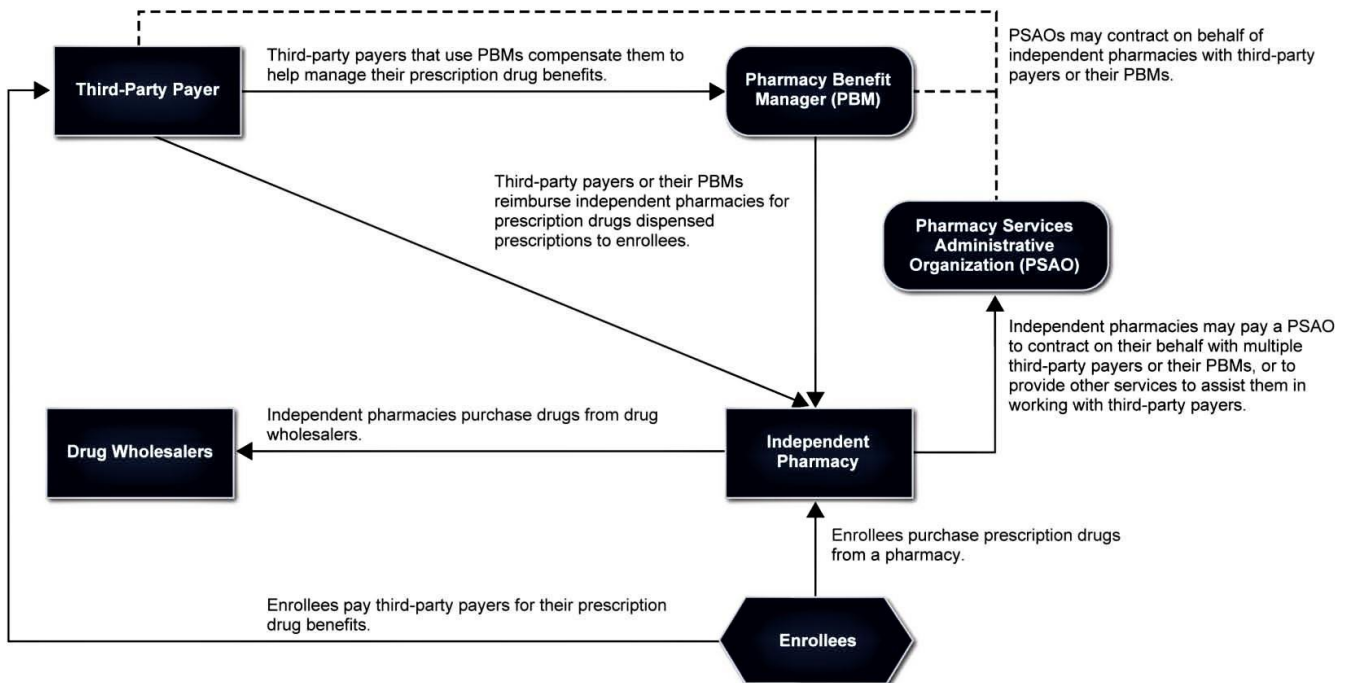 PSAOs may contract on behalf of
independent pharmacies with third-party
payers or their PBMs.
Third-party payers that use PBMs compensate them to
help manage their prescription drug benefits.
Third-Party Payer
Pharmacy Benefit
Manager (PBM)
Third-party payers or their PBMs
reimburse independent pharmacies for
prescription drugs dispensed
prescriptions to enrollees.
Pharmacy Services
Administrative
Organization (PSAO)
Independent pharmacies may pay a PSAO
to contract on their behalf with multiple
third-party payers or their PBMs, or to
provide other services to assist them in
working with third-party payers.
Independent pharmacies purchase drugs from drug
wholesalers.
Drug Wholesalers
Independent
Pharmacy
Enrollees purchase prescription drugs
from a pharmacy.
Enrollees pay third-party payers for their prescription
drug benefits.
Enrollees